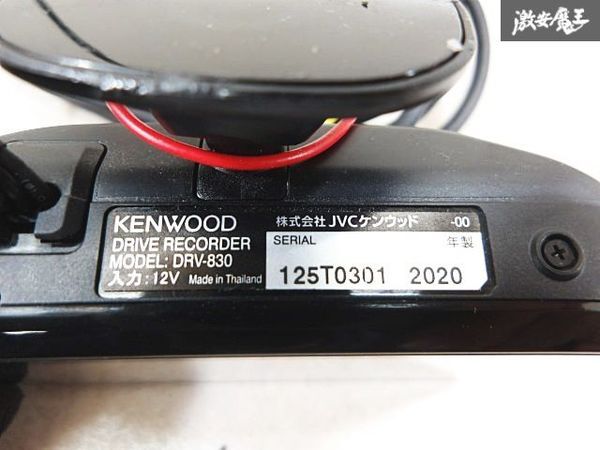 激安魔王
KENWOOD 株式会社 JVCケンウッド -00
DRIVE RECORDER SERIAL 年製
MODEL: DRV-830
入力: 12V Made in Thailand 125T0301 2020